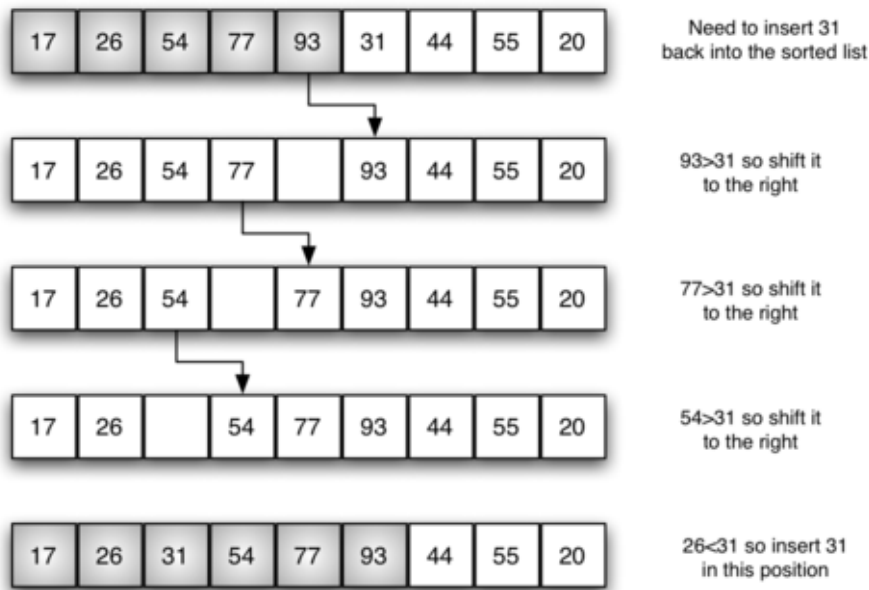 17 26 54 77 93 31 44 55 20
Need to insert 31
back into the sorted list
17 26 54 77 93 44 55 20
93>31 so shift it
to the right
17 26 54 77 93 44 55 20
77>31 so shift it
to the right
17 26 54 77 93 44 55 20
54>31 so shift it
to the right
17 26 31 54 77 93 44 55 20
26<31 so insert 31
in this position